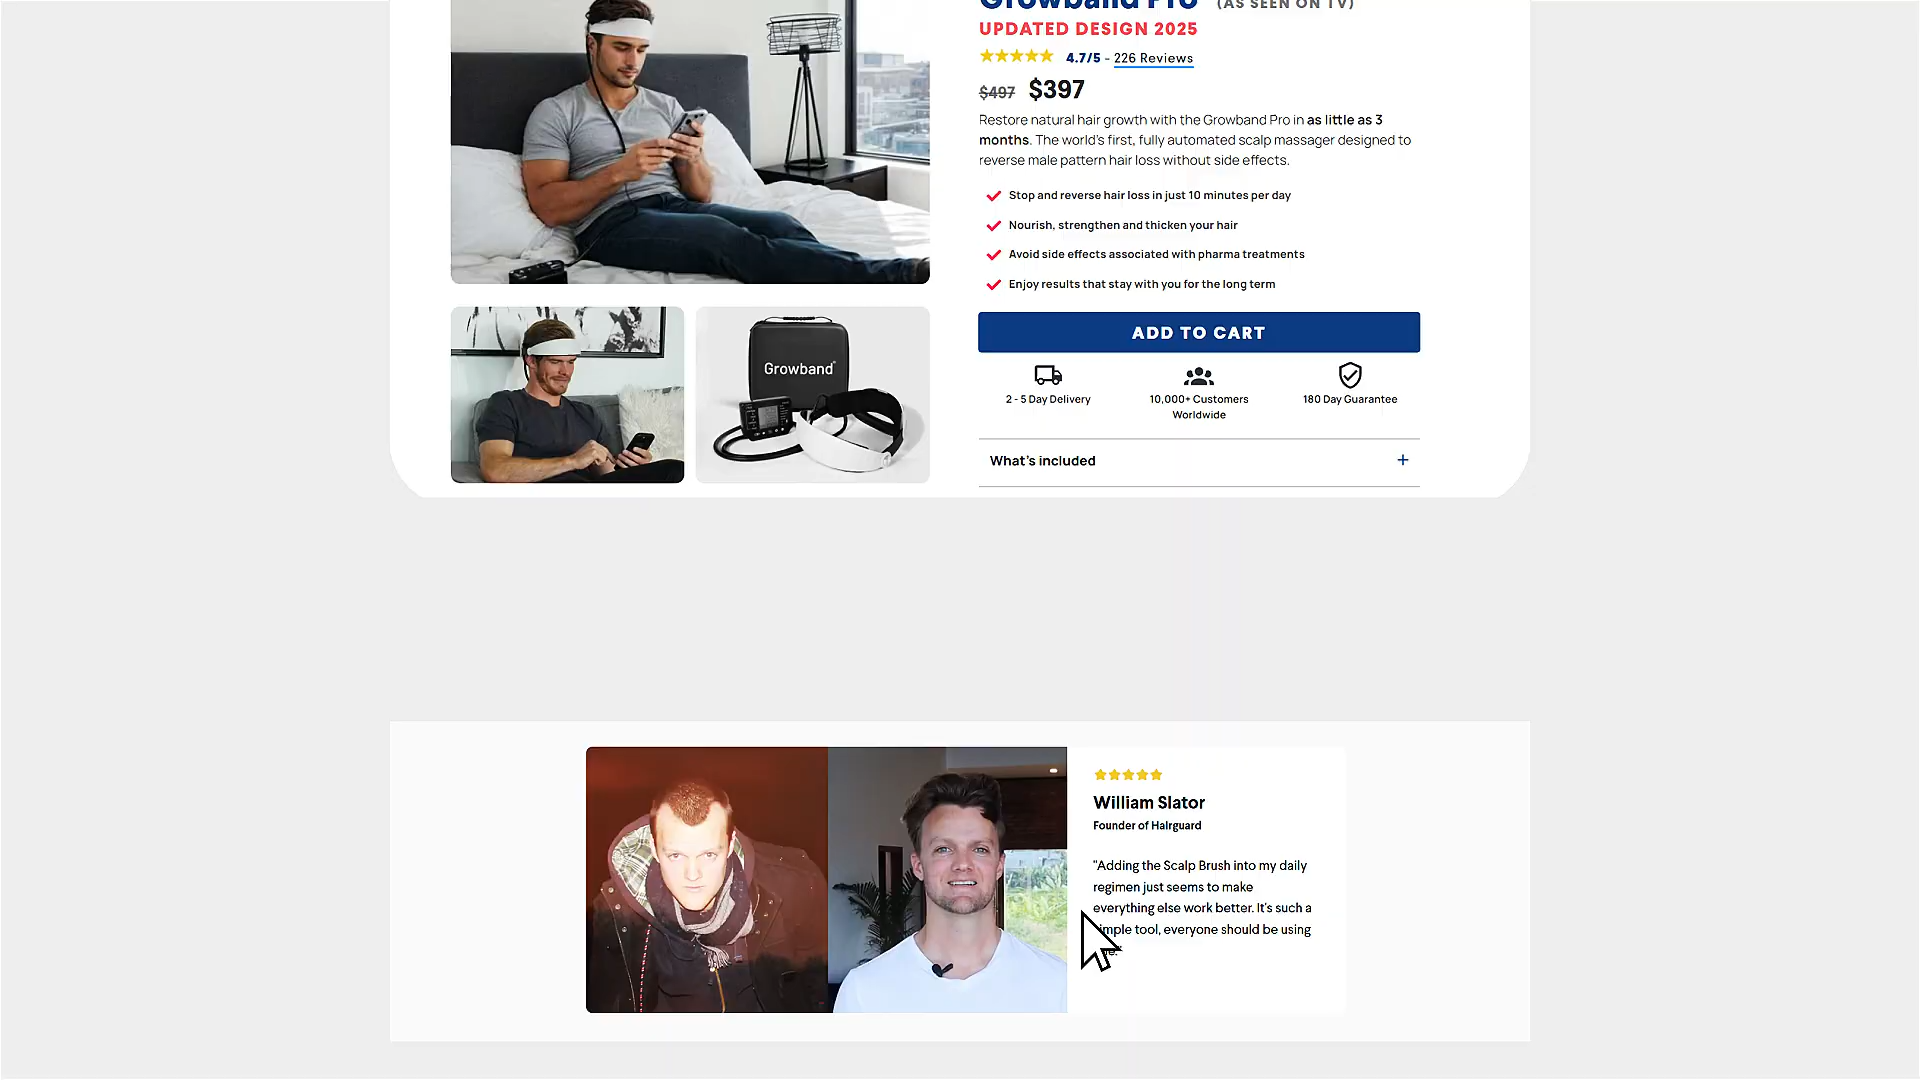 Growband Pro (AS SEEN ON TV)
UPDATED DESIGN 2025
4.7/5 - 226 Reviews
$497 $397
Restore natural hair growth with the Growband Pro in as little as 3
months. The world's first, fully automated scalp massager designed to
reverse male pattern hair loss without side effects.
Stop and reverse hair loss in just 10 minutes per day
Nourish, strengthen and thicken your hair
Avoid side effects associated with pharma treatments
Enjoy results that stay with you for the long term
ADD TO CART
2 - 5 Day Delivery
10,000+ Customers
Worldwide
180 Day Guarantee
What's included
Growband
William Slator
Founder of Hairguard
"Adding the Scalp Brush into my daily
regimen just seems to make
everything else work better. It's such a
tool, everyone should be using